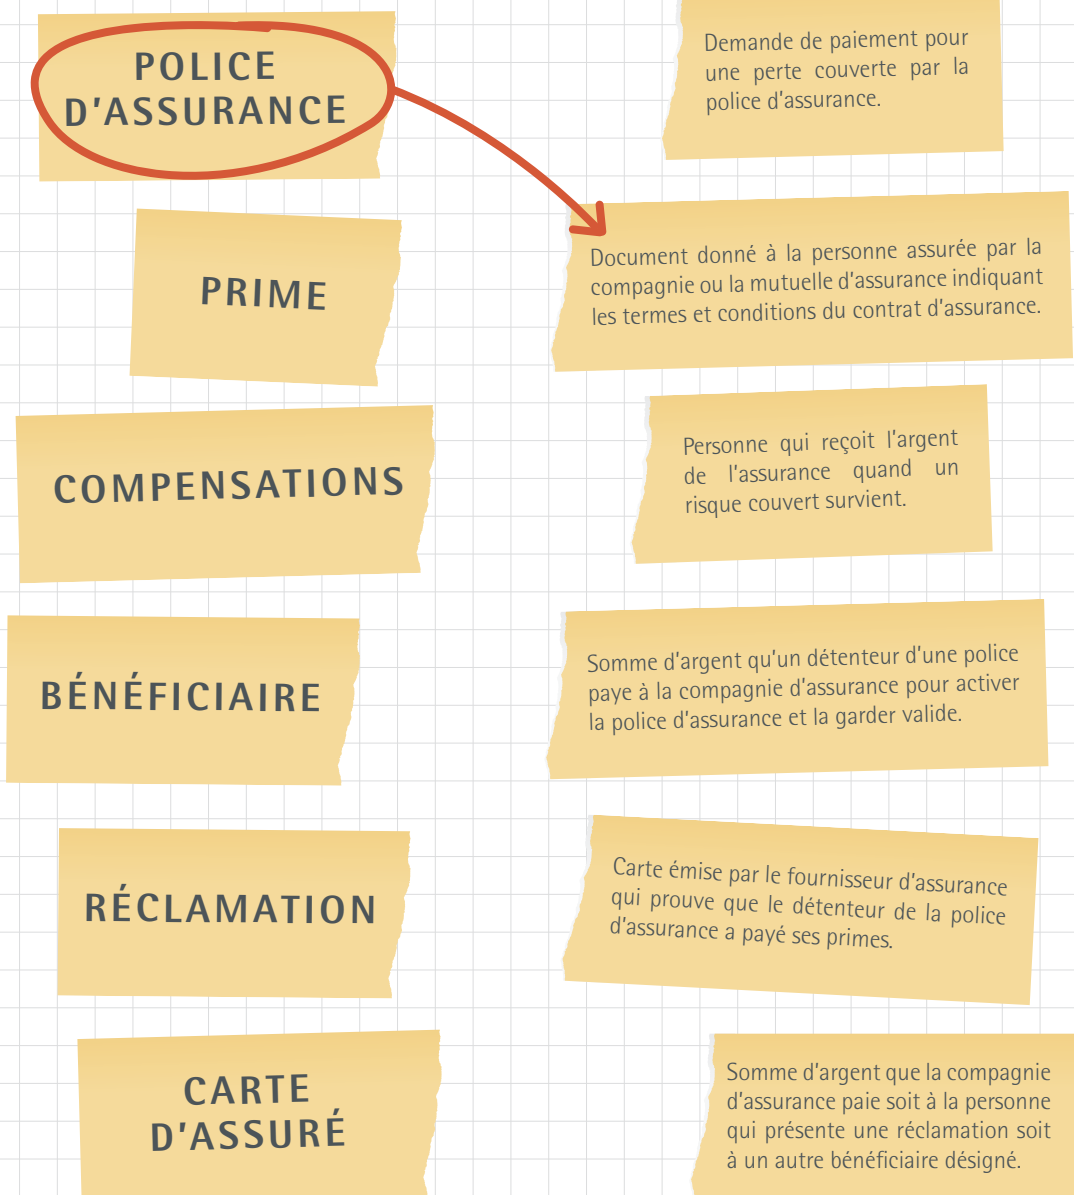 POLICE
D'ASSURANCE
Demande de paiement pour
une perte couverte par la
police d'assurance.
PRIME
Document donné à la personne assurée par la
compagnie ou la mutuelle d'assurance indiquant
les termes et conditions du contrat d'assurance.
COMPENSATIONS
Personne qui reçoit l'argent
de l'assurance quand un
risque couvert survient.
BÉNÉFICIAIRE
Somme d'argent qu'un détenteur d'une police
paye à la compagnie d'assurance pour activer
la police d'assurance et la garder valide.
RÉCLAMATION
Carte émise par le fournisseur d'assurance
qui prouve que le détenteur de la police
d'assurance a payé ses primes.
CARTE
D'ASSURÉ
Somme d'argent que la compagnie
d'assurance paie soit à la personne
qui présente une réclamation soit
à un autre bénéficiaire désigné.